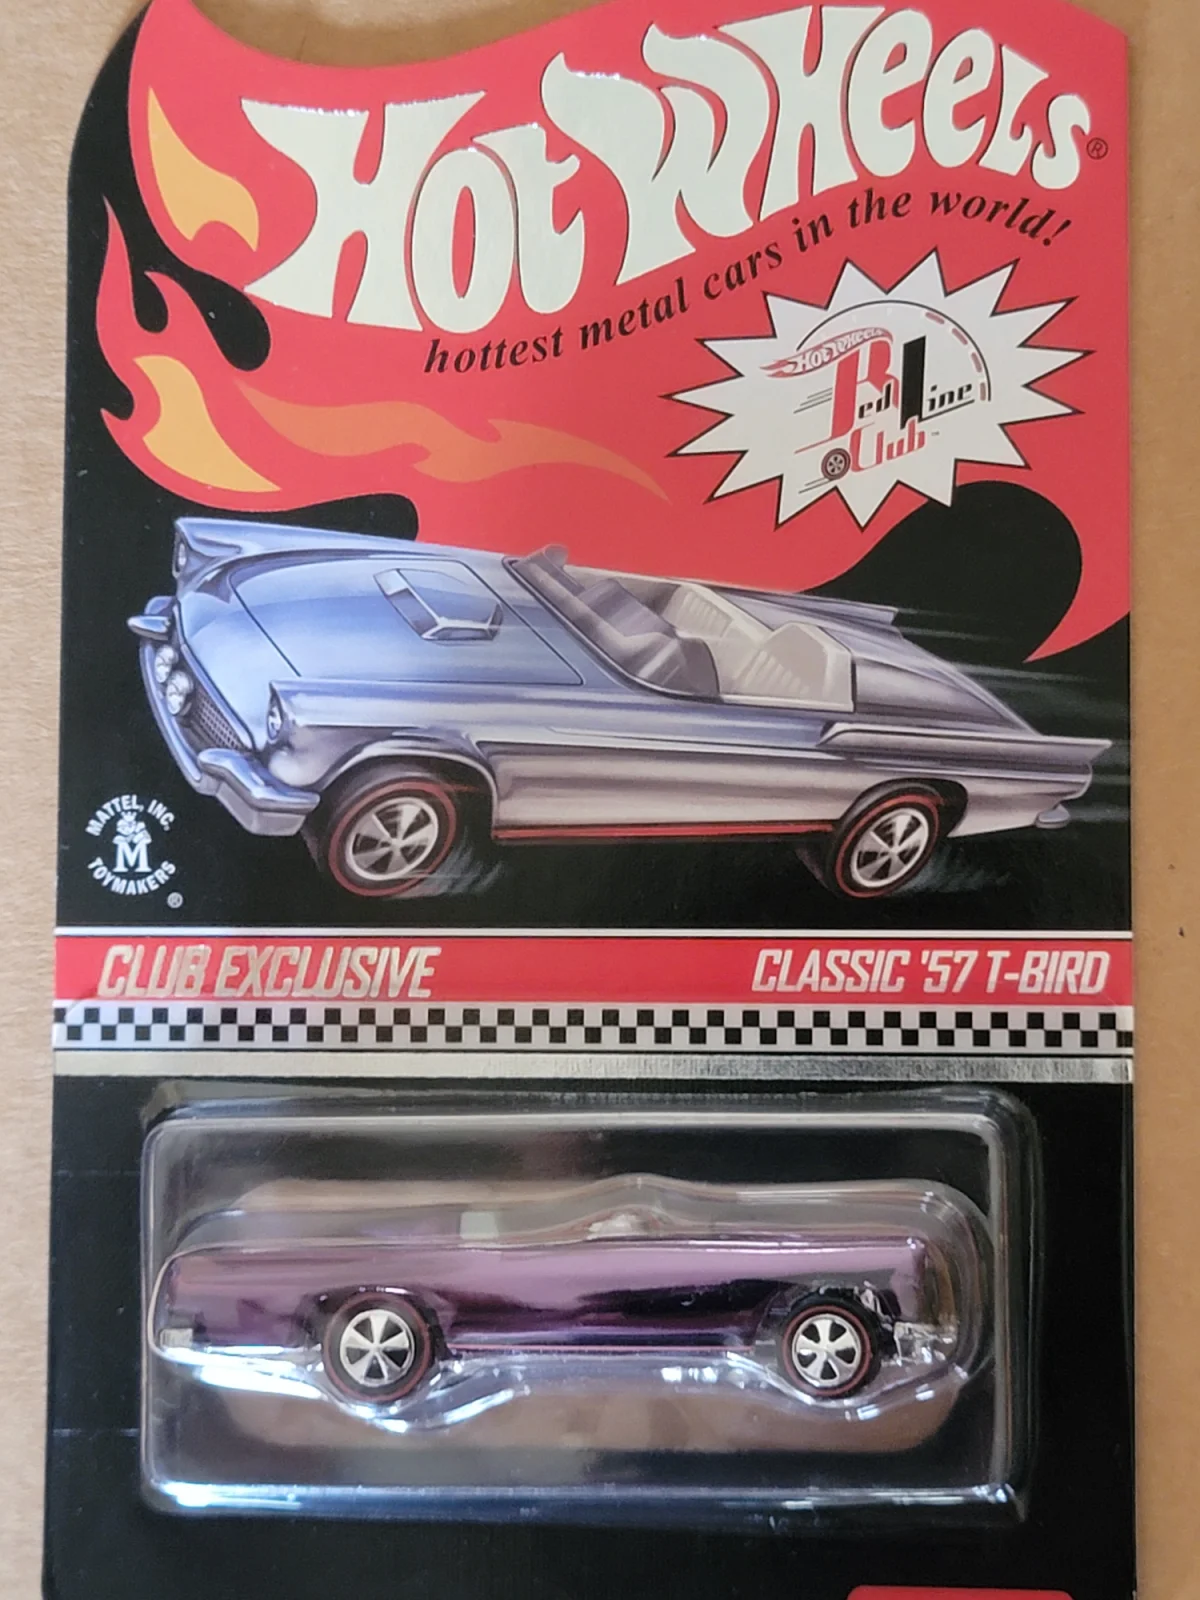 Hot Wheels®
hottest metal cars in the world!
Hot Wheels
Red Line
Club™
MATTEL, INC.
M
TOYMAKERS
®
CLUB EXCLUSIVE
CLASSIC '57 T-BIRD